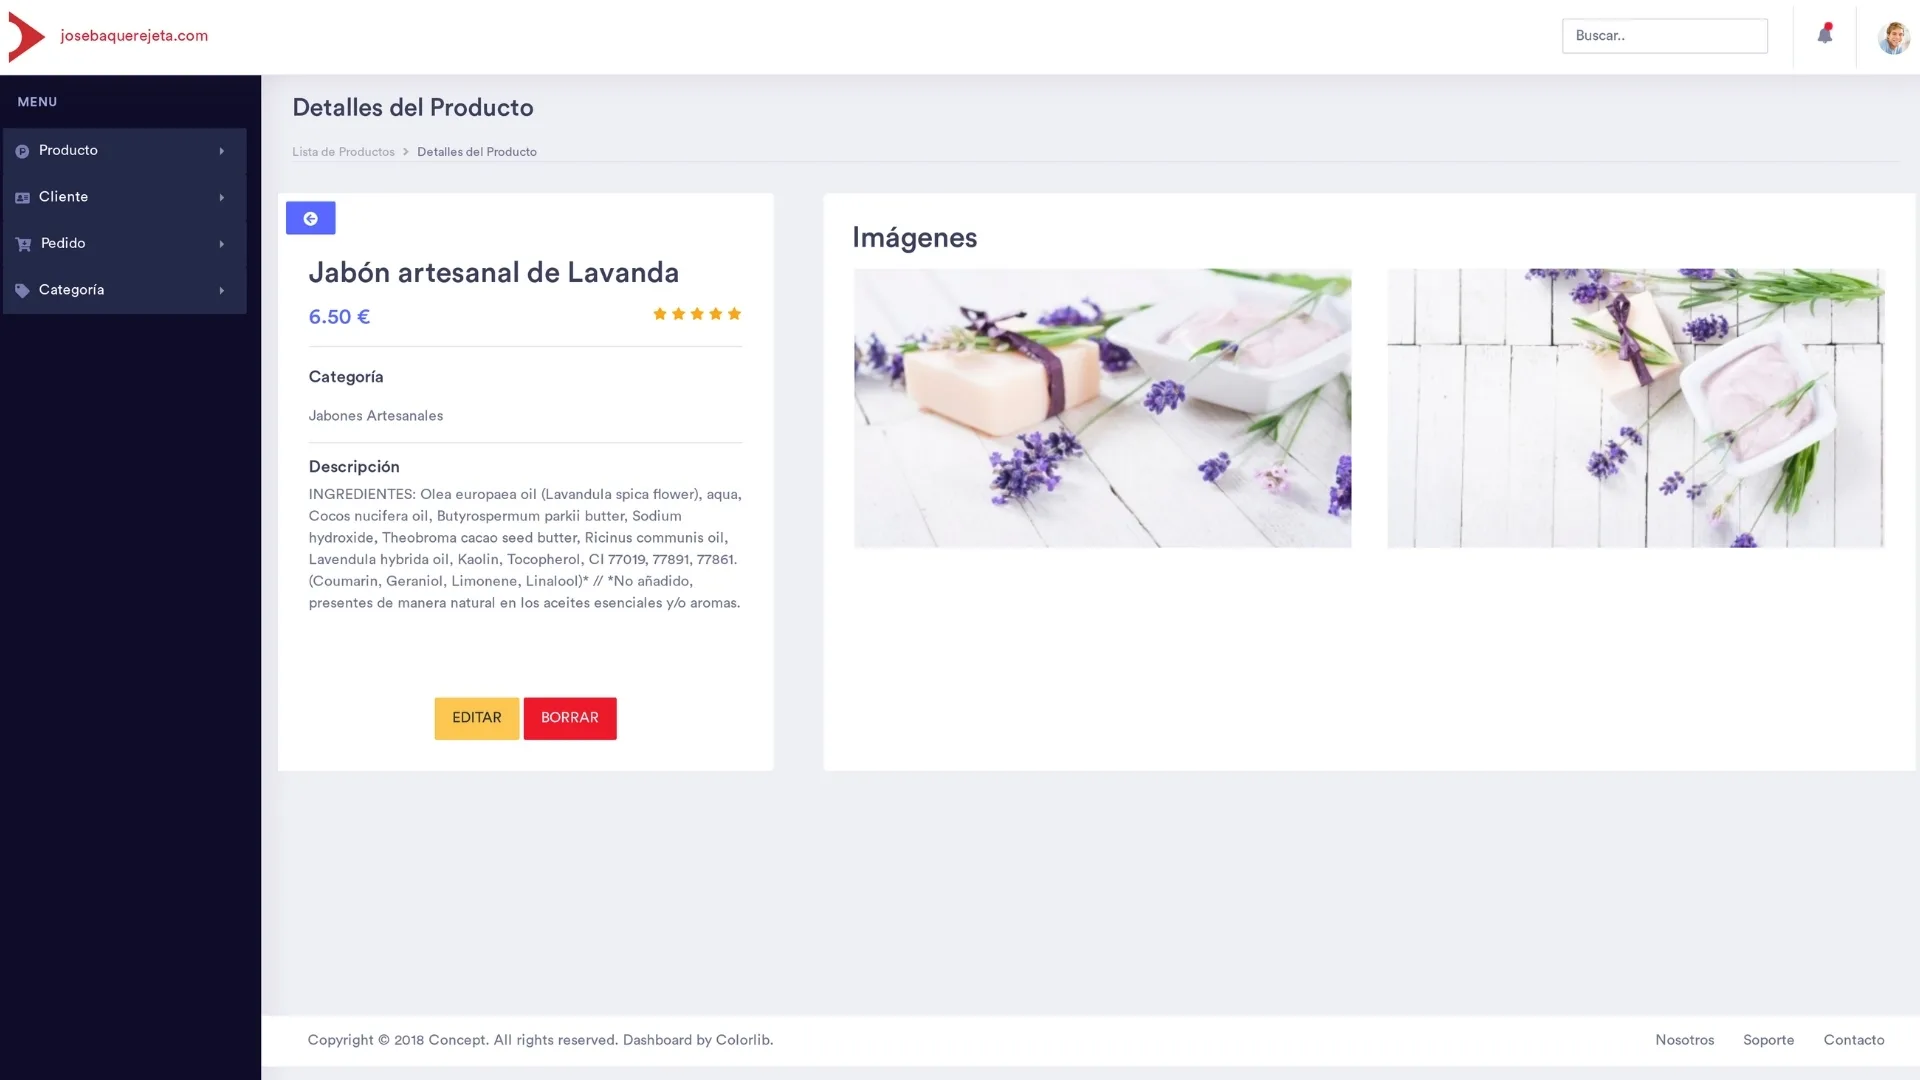 josebaquerejeta.com
Buscar..
MENU
Producto
Cliente
Pedido
Categoría
Detalles del Producto
Lista de Productos > Detalles del Producto
Jabón artesanal de Lavanda
6.50 €
Categoría
Jabones Artesanales
Descripción
INGREDIENTES: Olea europaea oil (Lavandula spica flower), aqua,
Cocos nucifera oil, Butyrospermum parkii butter, Sodium
hydroxide, Theobroma cacao seed butter, Ricinus communis oil,
Lavendula hybrida oil, Kaolin, Tocopherol, CI 77019, 77891, 77861.
(Coumarin, Geraniol, Limonene, Linalool)* // *No añadido,
presentes de manera natural en los aceites esenciales y/o aromas.
EDITAR
BORRAR
Imágenes
Copyright © 2018 Concept. All rights reserved. Dashboard by Colorlib.
Nosotros Soporte Contacto